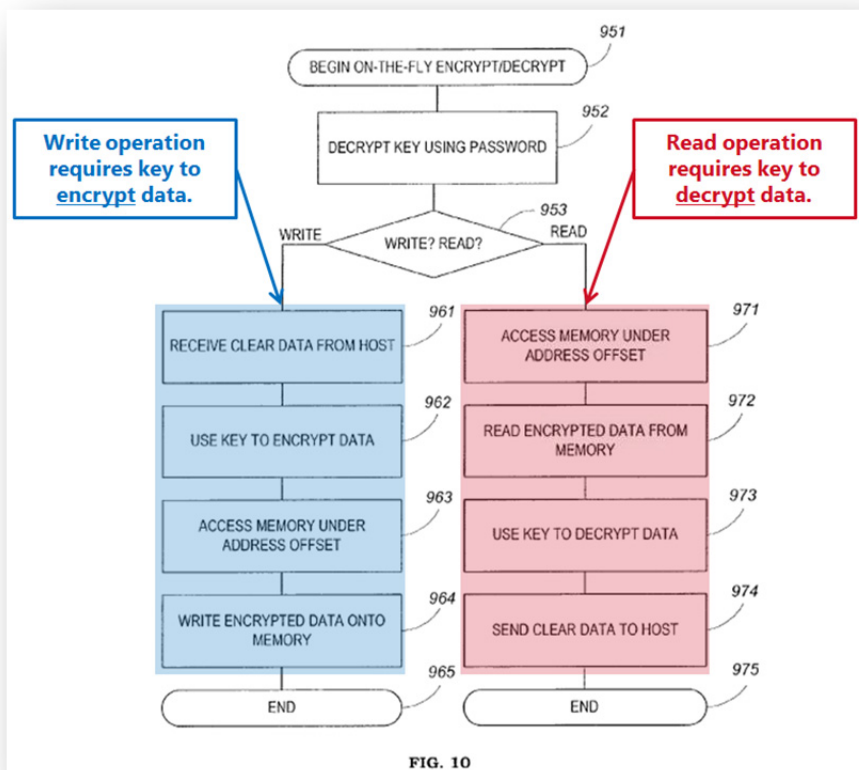 951
BEGIN ON-THE-FLY ENCRYPT/DECRYPT
952
DECRYPT KEY USING PASSWORD
Write operation
requires key to
encrypt data.
Read operation
requires key to
decrypt data.
953
WRITE
WRITE? READ?
READ
961
RECEIVE CLEAR DATA FROM HOST
962
USE KEY TO ENCRYPT DATA
963
ACCESS MEMORY UNDER
ADDRESS OFFSET
964
WRITE ENCRYPTED DATA ONTO
MEMORY
965
END
971
ACCESS MEMORY UNDER
ADDRESS OFFSET
972
READ ENCRYPTED DATA FROM
MEMORY
973
USE KEY TO DECRYPT DATA
974
SEND CLEAR DATA TO HOST
975
END
FIG. 10